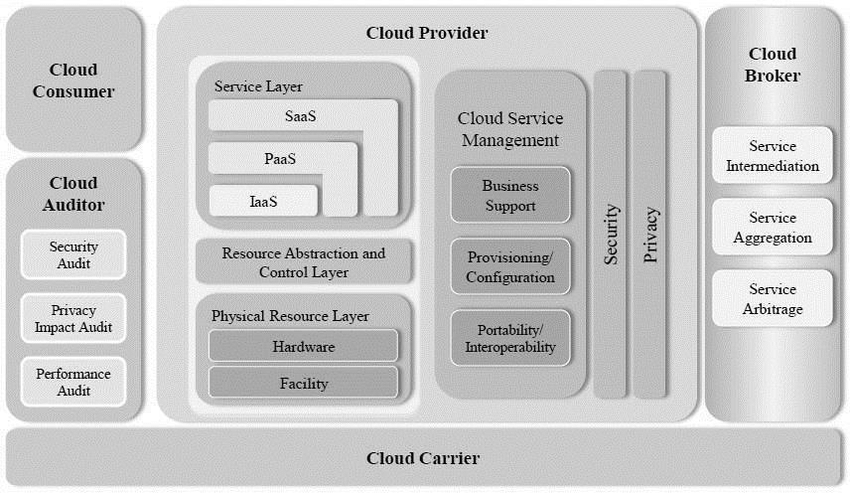 Cloud
Consumer
Cloud
Auditor
Security
Audit
Privacy
Impact Audit
Performance
Audit
Cloud Provider
Service Layer
SaaS
PaaS
IaaS
Resource Abstraction and
Control Layer
Physical Resource Layer
Hardware
Facility
Cloud Service
Management
Business
Support
Provisioning/
Configuration
Portability/
Interoperability
Security
Privacy
Cloud
Broker
Service
Intermediation
Service
Aggregation
Service
Arbitrage
Cloud Carrier